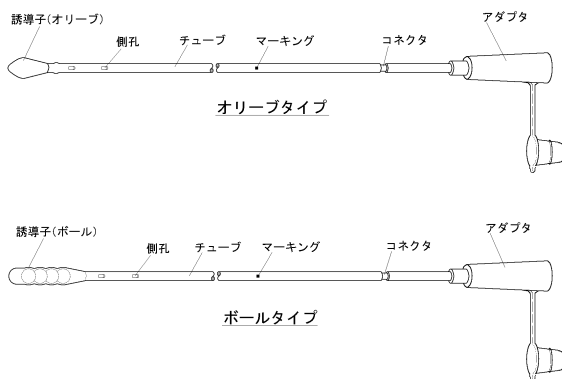 誘導子(オリーブ)
側孔
チューブ
マーキング
コネクタ
アダプタ
オリーブタイプ
誘導子(ボール)
側孔
チューブ
マーキング
コネクタ
アダプタ
ボールタイプ